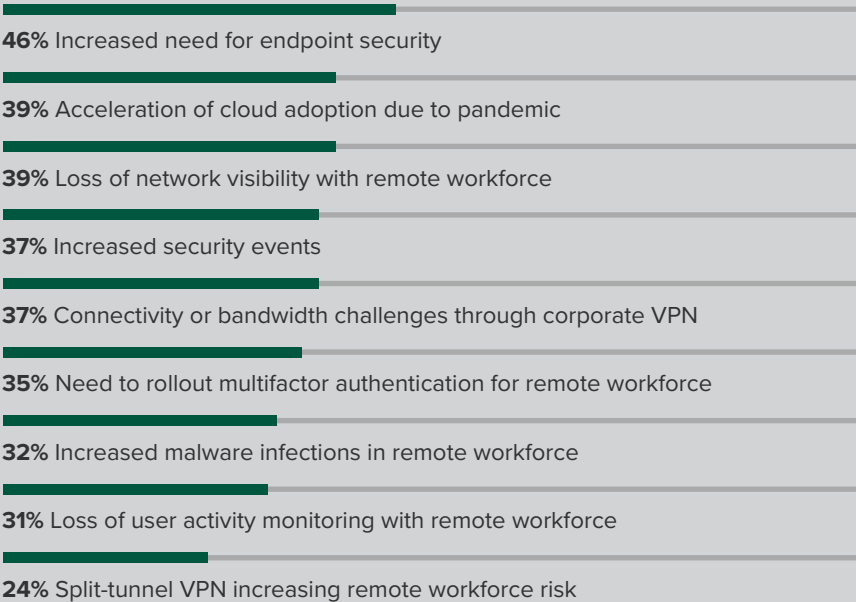 46% Increased need for endpoint security
39% Acceleration of cloud adoption due to pandemic
39% Loss of network visibility with remote workforce
37% Increased security events
37% Connectivity or bandwidth challenges through corporate VPN
35% Need to rollout multifactor authentication for remote workforce
32% Increased malware infections in remote workforce
31% Loss of user activity monitoring with remote workforce
24% Split-tunnel VPN increasing remote workforce risk